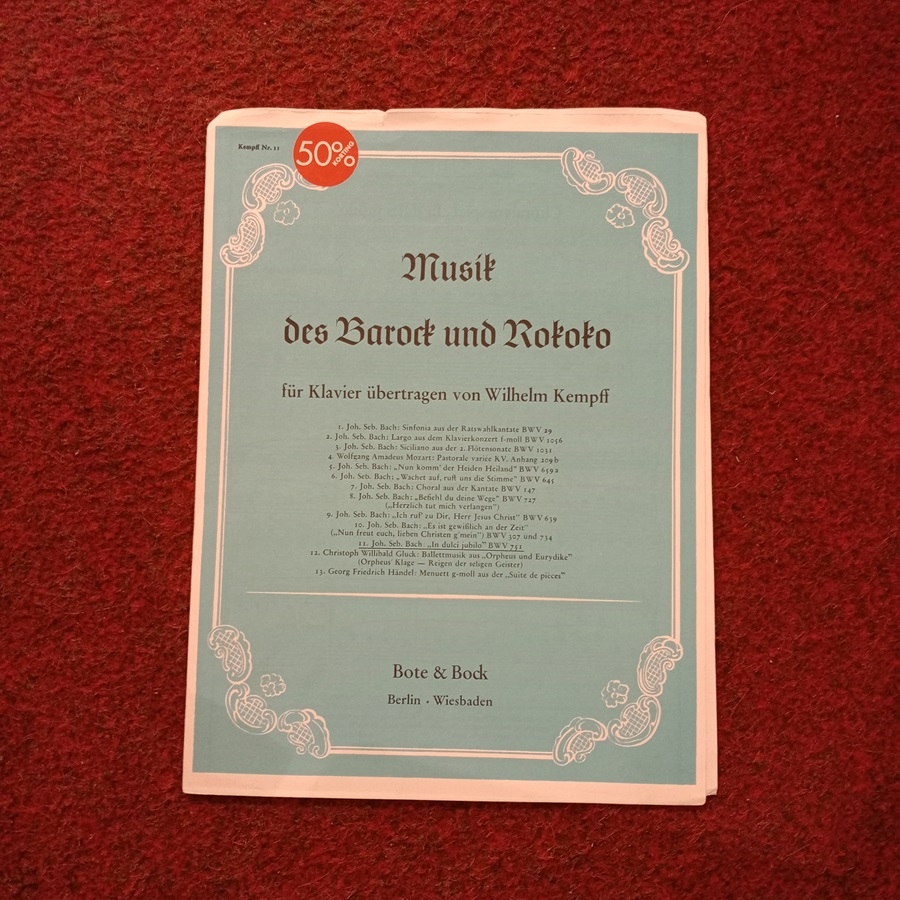 Kempff Nr. 11
50% KORTING
Musik
des Barock und Rokoko
für Klavier übertragen von Wilhelm Kempff
1. Joh. Seb. Bach: Sinfonia aus der Ratswahlkantate BWV 29
2. Joh. Seb. Bach: Largo aus dem Klavierkonzert f-moll BWV 1056
3. Joh. Seb. Bach: Siciliano aus der 2. Flötensonate BWV 1031
4. Wolfgang Amadeus Mozart: Pastorale variée KV. Anhang 209b
5. Joh. Seb. Bach: „Nun komm' der Heiden Heiland" BWV 659a
6. Joh. Seb. Bach: „Wachet auf, ruft uns die Stimme" BWV 645
7. Joh. Seb. Bach: Choral aus der Kantate BWV 147
8. Joh. Seb. Bach: „Befiehl du deine Wege" BWV 727
(„Herzlich tut mich verlangen")
9. Joh. Seb. Bach: „Ich ruf' zu Dir, Herr Jesus Christ" BWV 639
10. Joh. Seb. Bach: „Es ist gewißlich an der Zeit"
(„Nun freut euch, lieben Christen g'mein") BWV 307 und 734
11. Joh. Seb. Bach: „In dulci jubilo" BWV 751
12. Christoph Willibald Gluck: Ballettmusik aus „Orpheus und Eurydike"
(Orpheus' Klage — Reigen der seligen Geister)
13. Georg Friedrich Händel: Menuett g-moll aus der „Suite de pièces"
Bote & Bock
Berlin · Wiesbaden